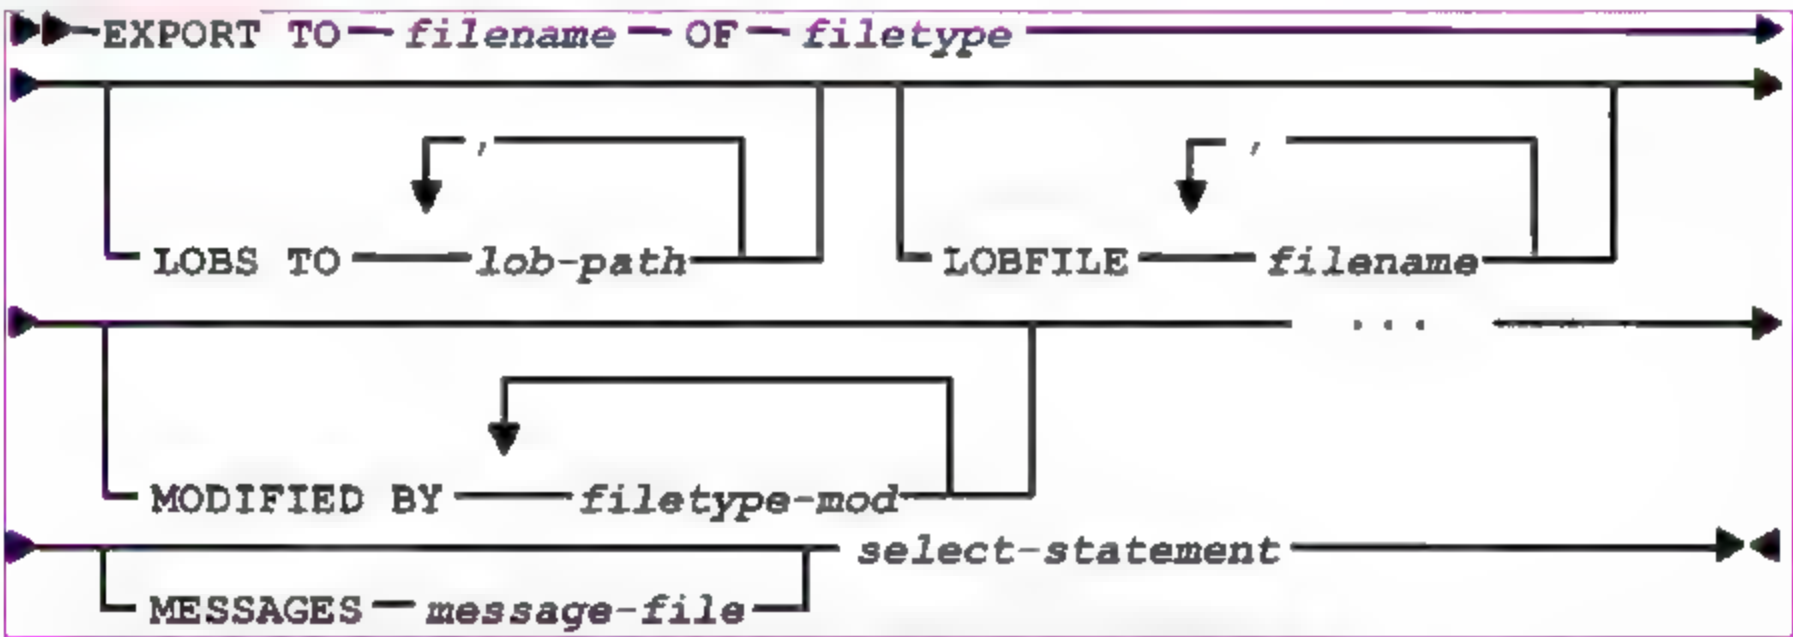 EXPORT TO filename OF filetype
, ,
LOBS TO lob-path LOBFILE filename
...
MODIFIED BY filetype-mod
select-statement
MESSAGES message-file